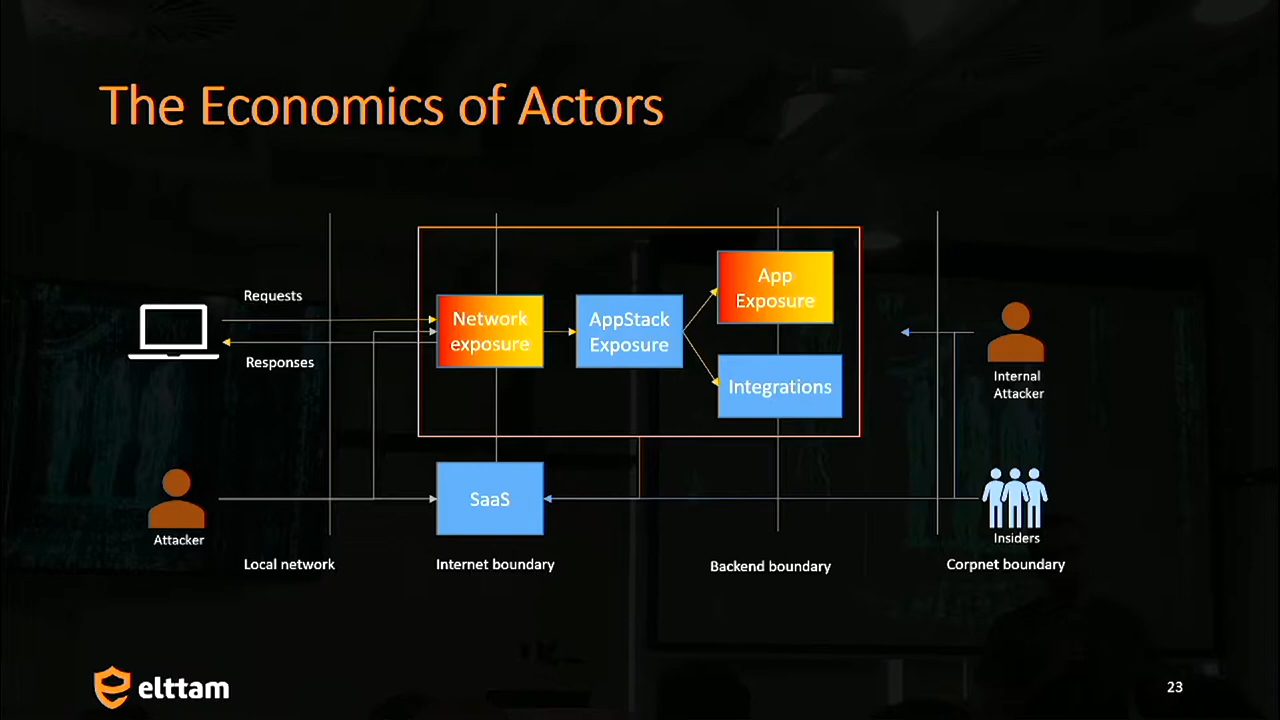 The Economics of Actors
Requests
Responses
Network
exposure
AppStack
Exposure
App
Exposure
Integrations
Internal
Attacker
SaaS
Attacker
Insiders
Local network
Internet boundary
Backend boundary
Corpnet boundary
elttam
23